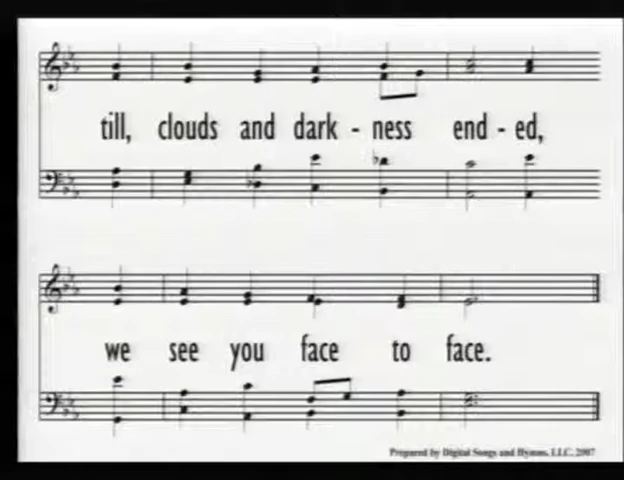 till, clouds and dark - ness end - ed,
we see you face to face.
Prepared by Digital Songs and Hymns, LLC, 2007